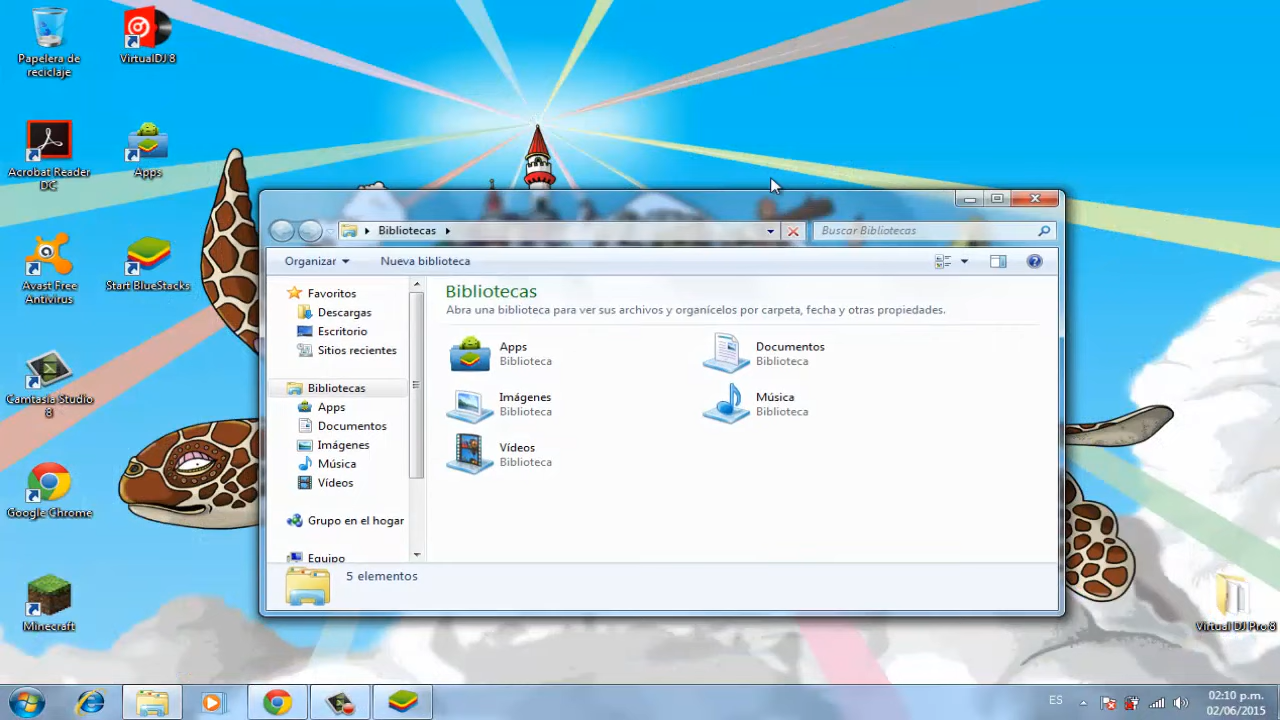 Papelera de
reciclaje
VirtualDJ 8
Acrobat Reader
DC
Apps
Avast Free
Antivirus
Start BlueStacks
Camtasia Studio
8
Google Chrome
Minecraft
Virtual DJ Pro 8
Bibliotecas
Buscar Bibliotecas
Organizar
Nueva biblioteca
Favoritos
Descargas
Escritorio
Sitios recientes
Bibliotecas
Apps
Documentos
Imágenes
Música
Vídeos
Grupo en el hogar
Equipo
Bibliotecas
Abra una biblioteca para ver sus archivos y organícelos por carpeta, fecha y otras propiedades.
Apps
Biblioteca
Documentos
Biblioteca
Imágenes
Biblioteca
Música
Biblioteca
Vídeos
Biblioteca
5 elementos
ES
02:10 p.m.
02/06/2015